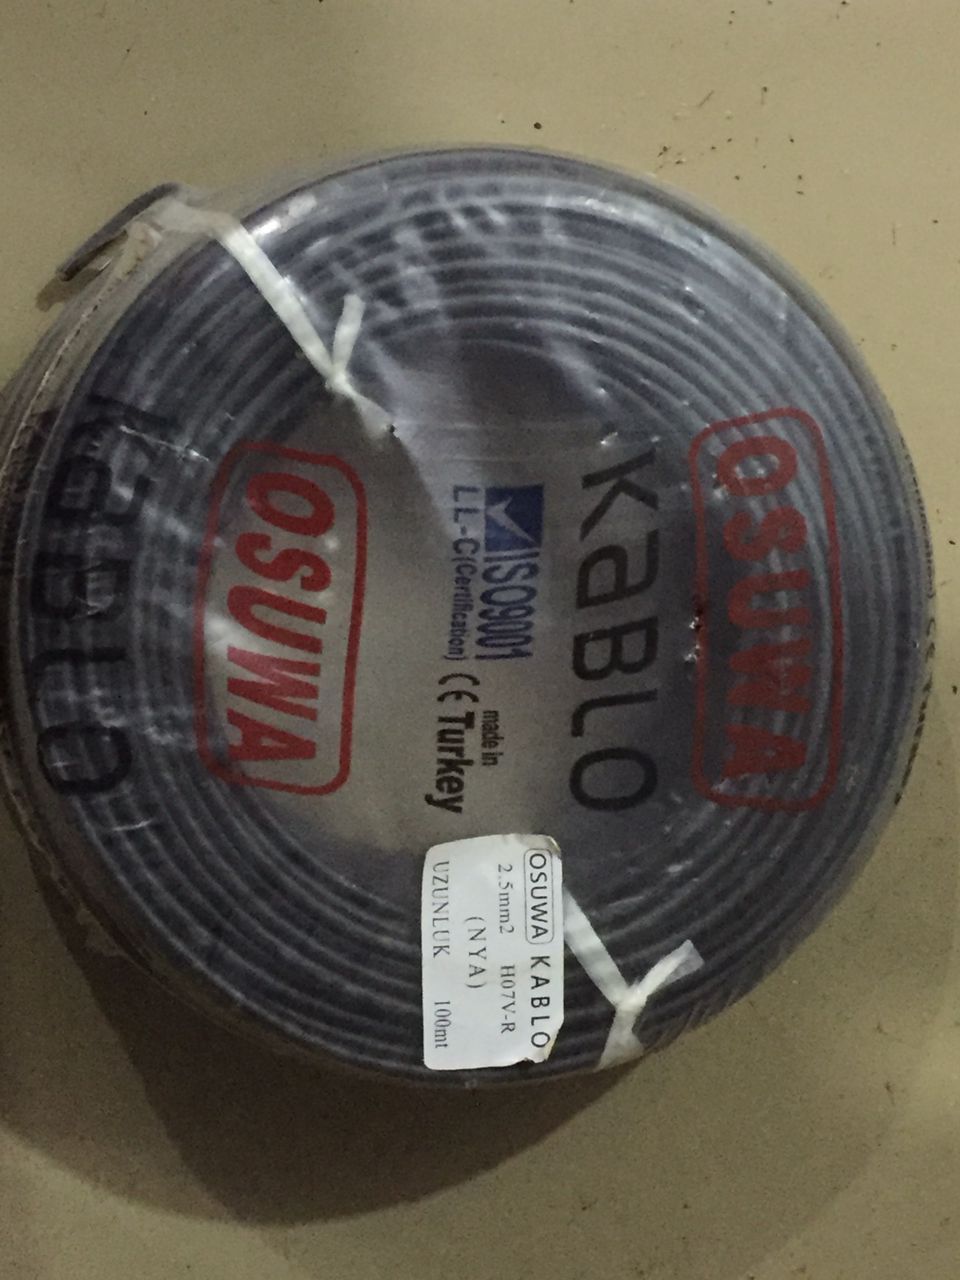 OSUWA
KaBLO
ISO9001
LL-C(Certification)
CE
made in
Turkey
OSUWA
KaBLO
OSUWA KABLO
2.5mm2 H07V-R
(NYA)
UZUNLUK 100mt